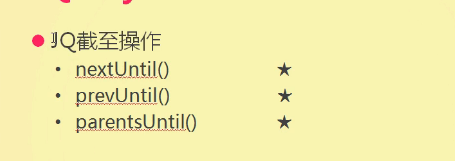 JQ截至操作
• nextUntil() ★
• prevUntil() ★
• parentsUntil() ★